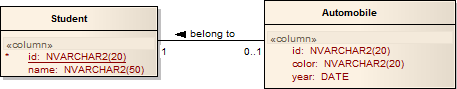 Student
«column»
* id: NVARCHAR2(20)
name: NVARCHAR2(50)
belong to
1
0..1
Automobile
«column»
id: NVARCHAR2(20)
color: NVARCHAR2(20)
year: DATE